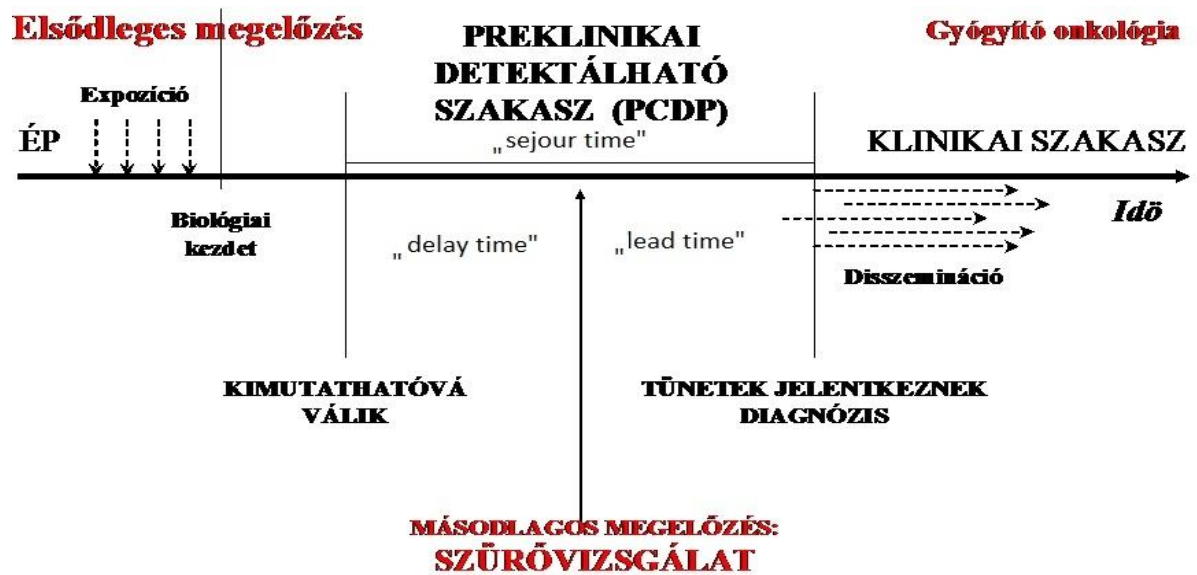 Elsődleges megelőzés
PREKLINIKAI
DETEKTÁLHATÓ
SZAKASZ (PCDP)
Gyógyító onkológia
Expozíció
ÉP
„sejour time"
KLINIKAI SZAKASZ
Biológiai
kezdet
„delay time"
„lead time"
Idö
Disszemináció
KIMUTATHATÓVÁ
VÁLIK
TÜNETEK JELENTKEZNEK
DIAGNÓZIS
MÁSODLAGOS MEGELŐZÉS:
SZŰRŐVIZSGÁLAT